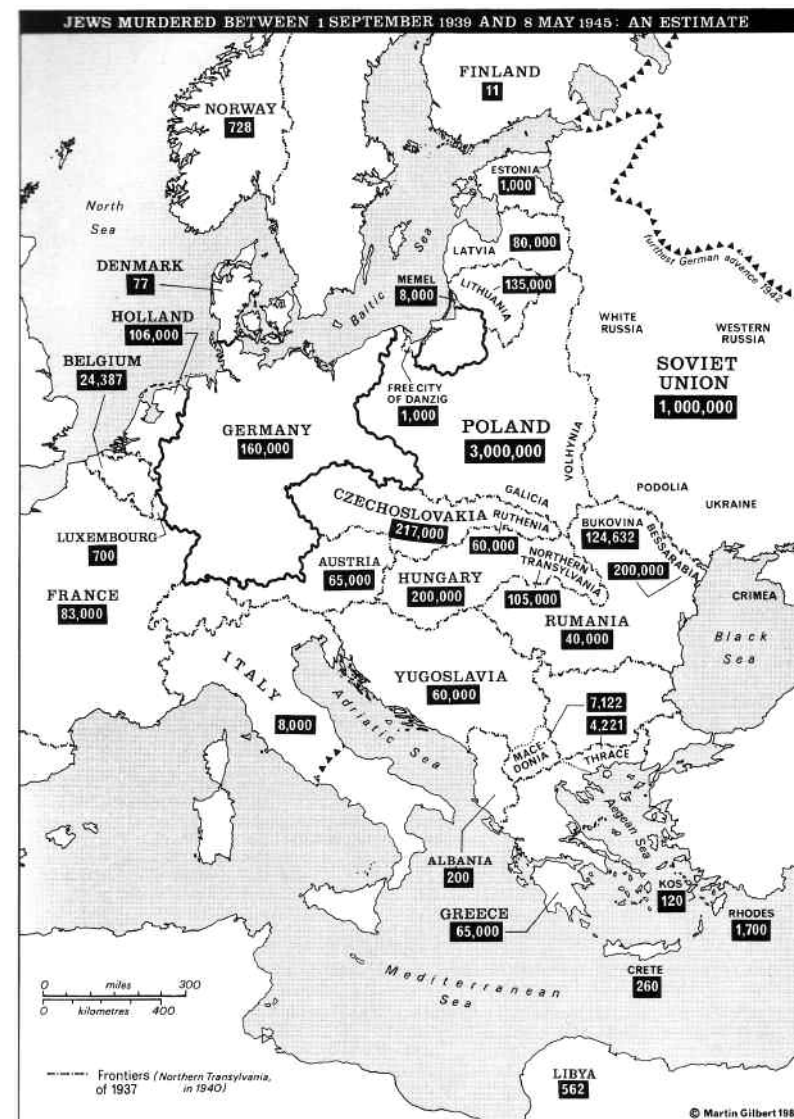 JEWS MURDERED BETWEEN 1 SEPTEMBER 1939 AND 8 MAY 1945: AN ESTIMATE
FINLAND
11
NORWAY
728
ESTONIA
1,000
North
Sea
Baltic Sea
LATVIA
80,000
furthest German advance 1942
DENMARK
77
MEMEL
8,000
LITHUANIA
135,000
HOLLAND
106,000
WHITE
RUSSIA
WESTERN
RUSSIA
BELGIUM
24,387
SOVIET
UNION
1,000,000
FREE CITY
OF DANZIG
1,000
GERMANY
160,000
POLAND
3,000,000
VOLHYNIA
GALICIA
PODOLIA
UKRAINE
CZECHOSLOVAKIA
217,000
RUTHENIA
60,000
BUKOVINA
124,632
BESSARABIA
200,000
LUXEMBOURG
700
AUSTRIA
65,000
HUNGARY
200,000
NORTHERN
TRANSYLVANIA
105,000
FRANCE
83,000
CRIMEA
RUMANIA
40,000
Black
Sea
ITALY
8,000
Adriatic Sea
YUGOSLAVIA
60,000
7,122
4,221
MACE-
DONIA
THRACE
Aegean Sea
ALBANIA
200
GREECE
65,000
KOS
120
RHODES
1,700
CRETE
260
Mediterranean
Sea
0 miles 300
0 kilometres 400
Frontiers (Northern Transylvania,
of 1937 in 1940)
LIBYA
562
© Martin Gilbert 198